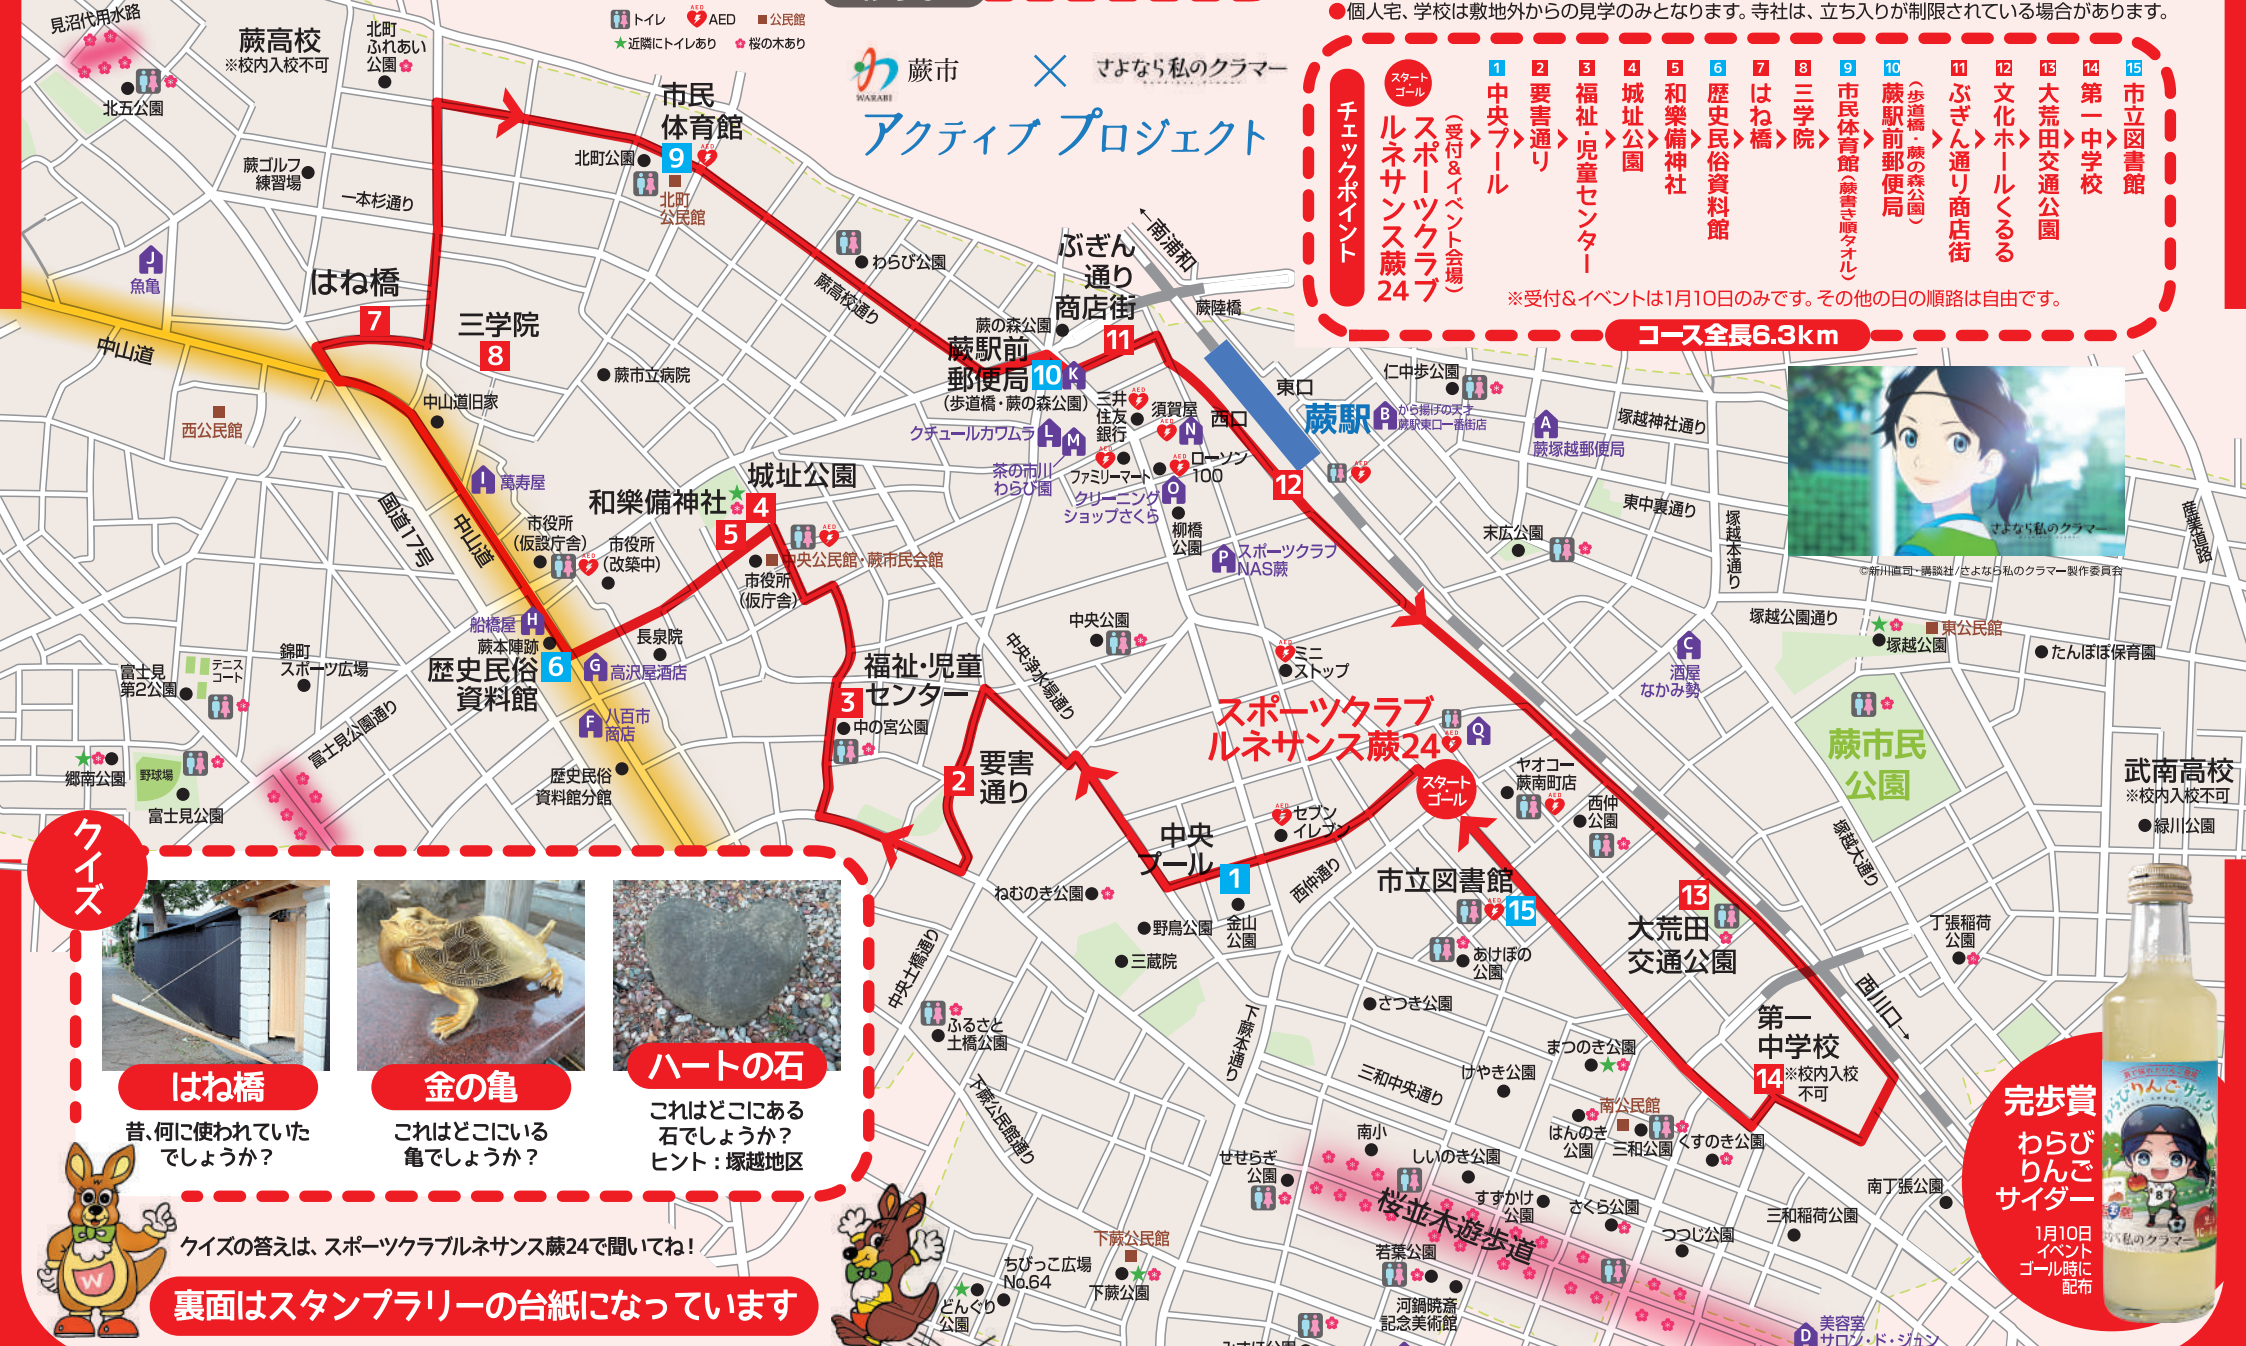 ●個人宅、学校は敷地外からの見学のみとなります。寺社は、立ち入りが制限されている場合があります。
トイレ AED 公民館
★近隣にトイレあり 桜の木あり
WARABI 蕨市 × さよなら私のクラマー
アクティブ プロジェクト
チェックポイント
スタート ゴール
スポーツクラブ
ルネサンス蕨24
(受付&イベント会場)
1 中央プール
2 要害通り
3 福祉・児童センター
4 城址公園
5 和樂備神社
6 歴史民俗資料館
7 はね橋
8 三学院
9 市民体育館(蕨書き順タオル)
10 蕨駅前郵便局
(歩道橋・蕨の森公園)
11 ぶぎん通り商店街
12 文化ホールくるる
13 大荒田交通公園
14 第一中学校
15 市立図書館
※受付&イベントは1月10日のみです。その他の日の順路は自由です。
コース全長6.3km
見沼代用水路
北五公園
蕨高校
※校内入校不可
北町
ふれあい
公園
蕨ゴルフ
練習場
一本杉通り
市民
体育館
9
AED
北町公園
北町
公民館
J
魚亀
はね橋
7
中山道
三学院
8
わらび公園
蕨高校通り
ぶぎん
通り
商店街
11
←南浦和
蕨陸橋
蕨の森公園
蕨駅前
郵便局
10
K
(歩道橋・蕨の森公園)
蕨市立病院
中山道旧家
西公民館
国道17号
中山道
I
萬寿屋
クチュールカワムラ
L
M
茶の市川
わらび園
三井
住友
銀行
須賀屋
N
ファミリーマート
ローソン
100
クリーニング
ショップさくら
O
柳橋
公園
P
スポーツクラブ
NAS蕨
西口
東口
蕨駅
12
B
から揚げの天才
蕨駅東口一番街店
仁中歩公園
A
蕨塚越郵便局
塚越神社通り
東中裏通り
末広公園
塚越本通り
産業道路
さよなら私のクラマー
©新川直司・講談社/さよなら私のクラマー製作委員会
城址公園
4
和樂備神社
5
市役所
(仮設庁舎)
市役所
(改築中)
中央公民館・蕨市民会館
市役所
(仮庁舎)
船橋屋
H
蕨本陣跡
歴史民俗
資料館
6
長泉院
G
高沢屋酒店
F
八百市
商店
歴史民俗
資料館分館
富士見
第2公園
テニス
コート
錦町
スポーツ広場
富士見公園通り
郷南公園
野球場
富士見公園
福祉・児童
センター
3
中の宮公園
要害
通り
2
中央浄水場通り
中央公園
ミニ
ストップ
スポーツクラブ
ルネサンス蕨24
Q
スタート
ゴール
セブン
イレブン
中央
プール
1
金山
公園
西仲通り
ねむのき公園
野鳥公園
三蔵院
中央土橋通り
ふるさと
土橋公園
下蕨公民館通り
下蕨本通り
ヤオコー
蕨南町店
西仲
公園
市立図書館
15
あけぼの
公園
さつき公園
13
大荒田
交通公園
C
酒屋
なかみ勢
塚越公園通り
塚越公園
東公民館
たんぽぽ保育園
蕨市民
公園
武南高校
※校内入校不可
緑川公園
塚越大通り
丁張稲荷
公園
西川口→
第一
中学校
14
※校内入校
不可
まつのき公園
けやき公園
三和中央通り
南公民館
はんのき
公園
三和公園
くすのき公園
南小
せせらぎ
公園
しいのき公園
すずかけ
公園
さくら公園
つつじ公園
三和稲荷公園
南丁張公園
桜並木遊歩道
若葉公園
河鍋暁斎
記念美術館
D
美容室
サロン・ド・ジュン
下蕨公民館
下蕨公園
ちびっこ広場
No.64
どんぐり
公園
クイズ
はね橋
昔、何に使われていた
でしょうか?
金の亀
これはどこにいる
亀でしょうか?
ハートの石
これはどこにある
石でしょうか?
ヒント:塚越地区
クイズの答えは、スポーツクラブルネサンス蕨24で聞いてね!
裏面はスタンプラリーの台紙になっています
W
完歩賞
わらび
りんご
サイダー
1月10日
イベント
ゴール時に
配布
わらびりんごサイダー
8